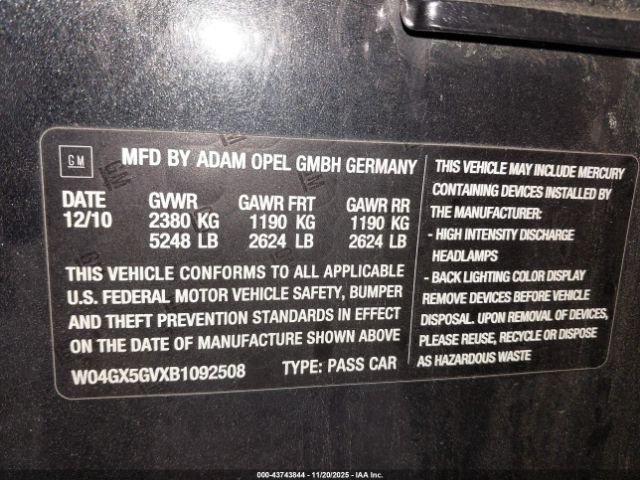 GM
MFD BY ADAM OPEL GMBH GERMANY
DATE GVWR GAWR FRT GAWR RR
12/10 2380 KG 1190 KG 1190 KG
5248 LB 2624 LB 2624 LB
THIS VEHICLE CONFORMS TO ALL APPLICABLE
U.S. FEDERAL MOTOR VEHICLE SAFETY, BUMPER
AND THEFT PREVENTION STANDARDS IN EFFECT
ON THE DATE OF MANUFACTURE SHOWN ABOVE
W04GX5GVXB1092508 TYPE: PASS CAR
THIS VEHICLE MAY INCLUDE MERCURY
CONTAINING DEVICES INSTALLED BY
THE MANUFACTURER:
- HIGH INTENSITY DISCHARGE
HEADLAMPS
- BACK LIGHTING COLOR DISPLAY
REMOVE DEVICES BEFORE VEHICLE
DISPOSAL. UPON REMOVAL OF DEVICES,
PLEASE REUSE, RECYCLE OR DISPOSE
AS HAZARDOUS WASTE
000-43743844 - 11/20/2025 - IAA Inc.